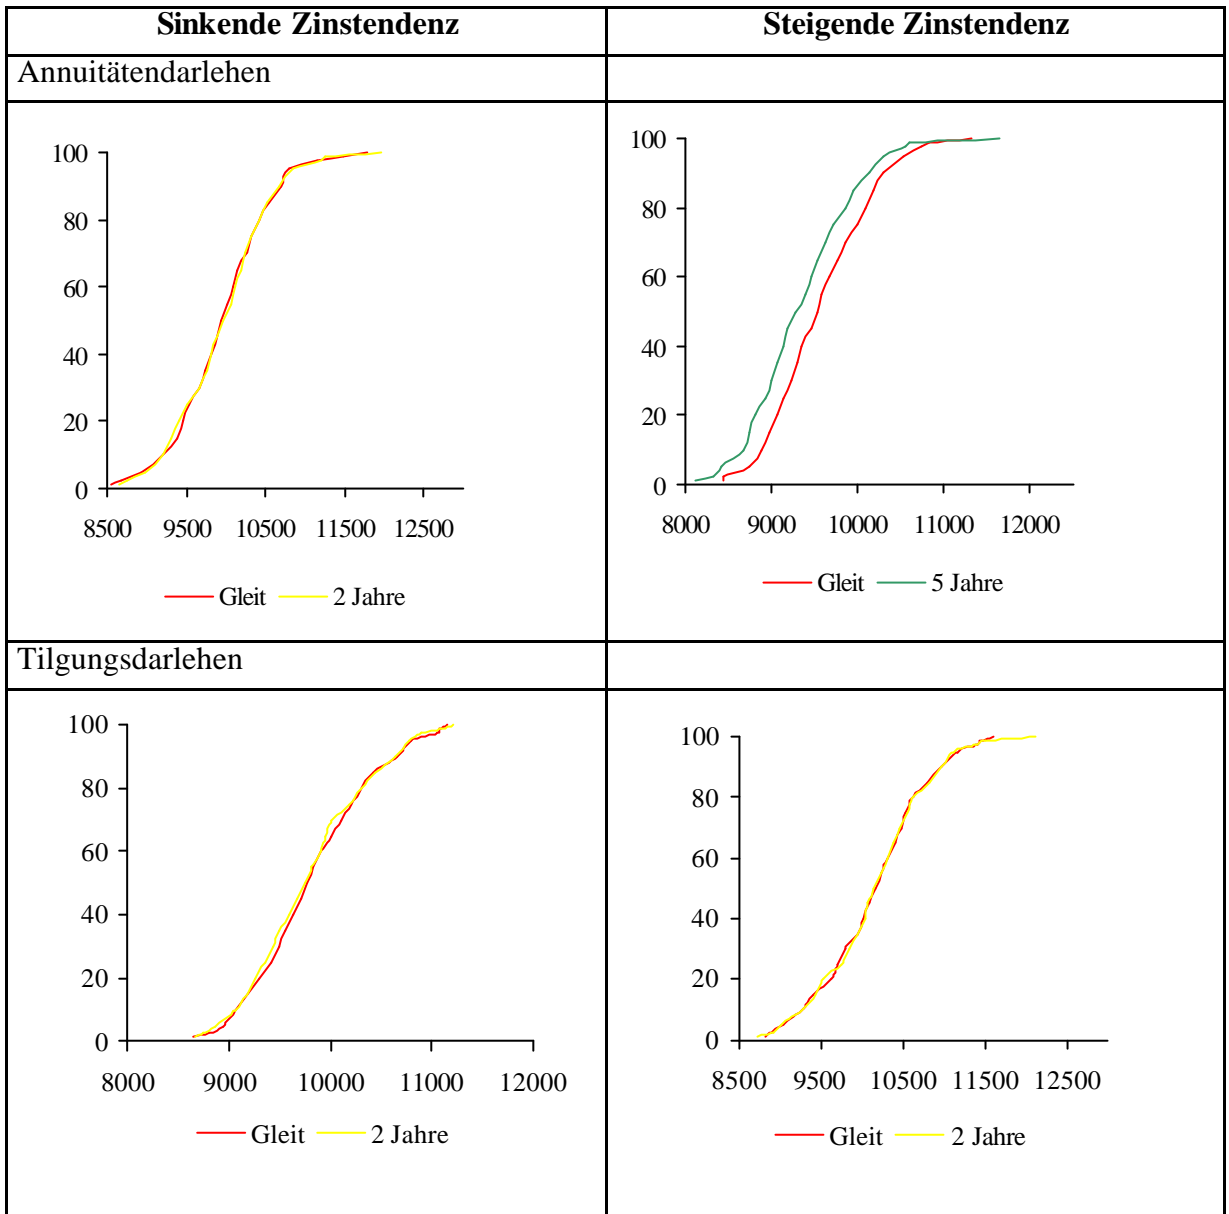 Sinkende Zinstendenz
Steigende Zinstendenz
Annuitätendarlehen
100
80
60
40
20
0
8500 9500 10500 11500 12500
Gleit 2 Jahre
100
80
60
40
20
0
8000 9000 10000 11000 12000
Gleit 5 Jahre
Tilgungsdarlehen
100
80
60
40
20
0
8000 9000 10000 11000 12000
Gleit 2 Jahre
100
80
60
40
20
0
8500 9500 10500 11500 12500
Gleit 2 Jahre